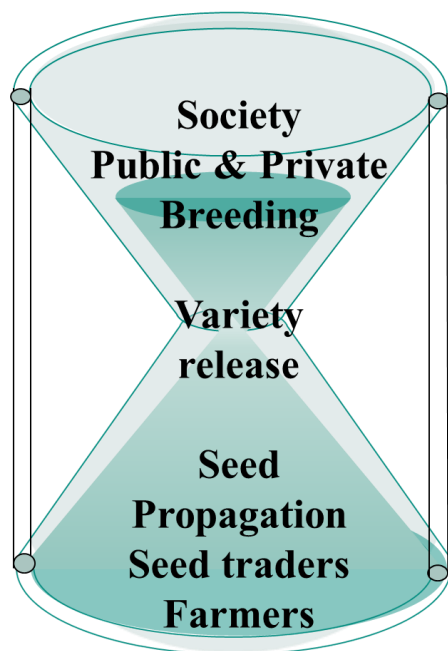 Society
Public & Private
Breeding
Variety
release
Seed
Propagation
Seed traders
Farmers